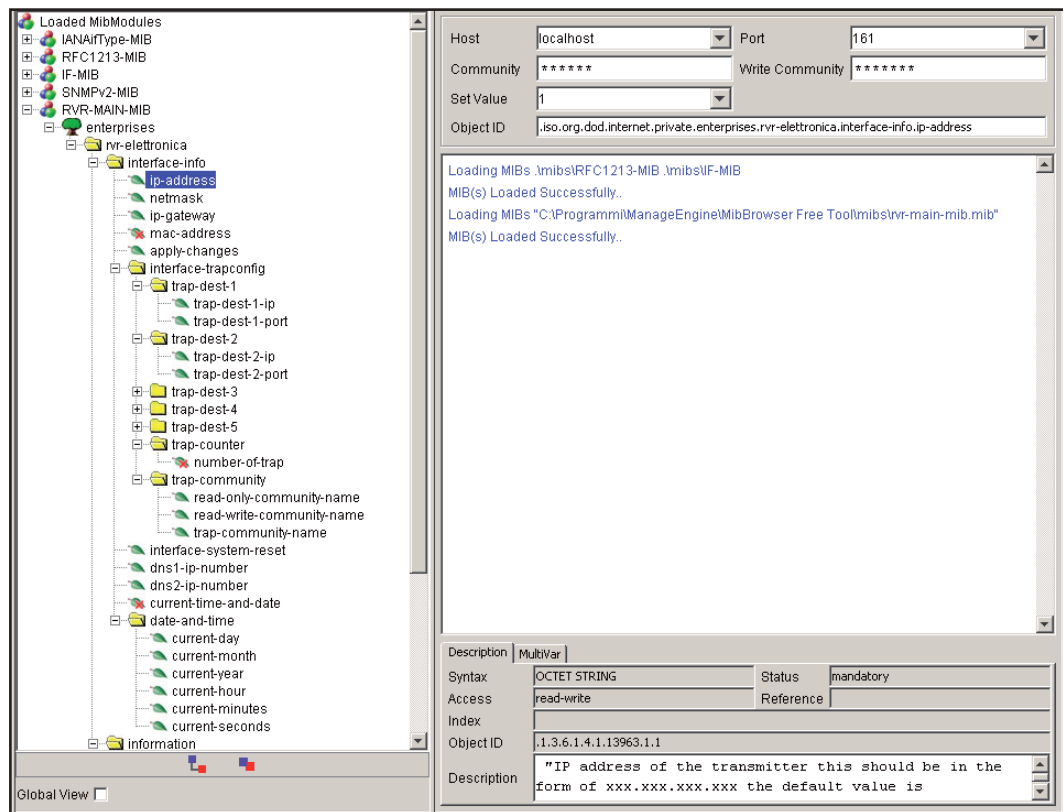 Loaded MibModules
IANAifType-MIB
RFC1213-MIB
IF-MIB
SNMPv2-MIB
RVR-MAIN-MIB
enterprises
rvr-elettronica
interface-info
ip-address
netmask
ip-gateway
mac-address
apply-changes
interface-trapconfig
trap-dest-1
trap-dest-1-ip
trap-dest-1-port
trap-dest-2
trap-dest-2-ip
trap-dest-2-port
trap-dest-3
trap-dest-4
trap-dest-5
trap-counter
number-of-trap
trap-community
read-only-community-name
read-write-community-name
trap-community-name
interface-system-reset
dns1-ip-number
dns2-ip-number
current-time-and-date
date-and-time
current-day
current-month
current-year
current-hour
current-minutes
current-seconds
information
Global View
Host localhost Port 161
Community ****** Write Community *******
Set Value 1
Object ID .iso.org.dod.internet.private.enterprises.rvr-elettronica.interface-info.ip-address
Loading MIBs .\mibs\RFC1213-MIB .\mibs\IF-MIB
MIB(s) Loaded Successfully..
Loading MIBs "C:\Programmi\ManageEngine\MibBrowser Free Tool\mibs\rvr-main-mib.mib"
MIB(s) Loaded Successfully..
Description MultiVar
Syntax OCTET STRING Status mandatory
Access read-write Reference
Index
Object ID .1.3.6.1.4.1.13963.1.1
Description "IP address of the transmitter this should be in the
form of xxx.xxx.xxx.xxx the default value is